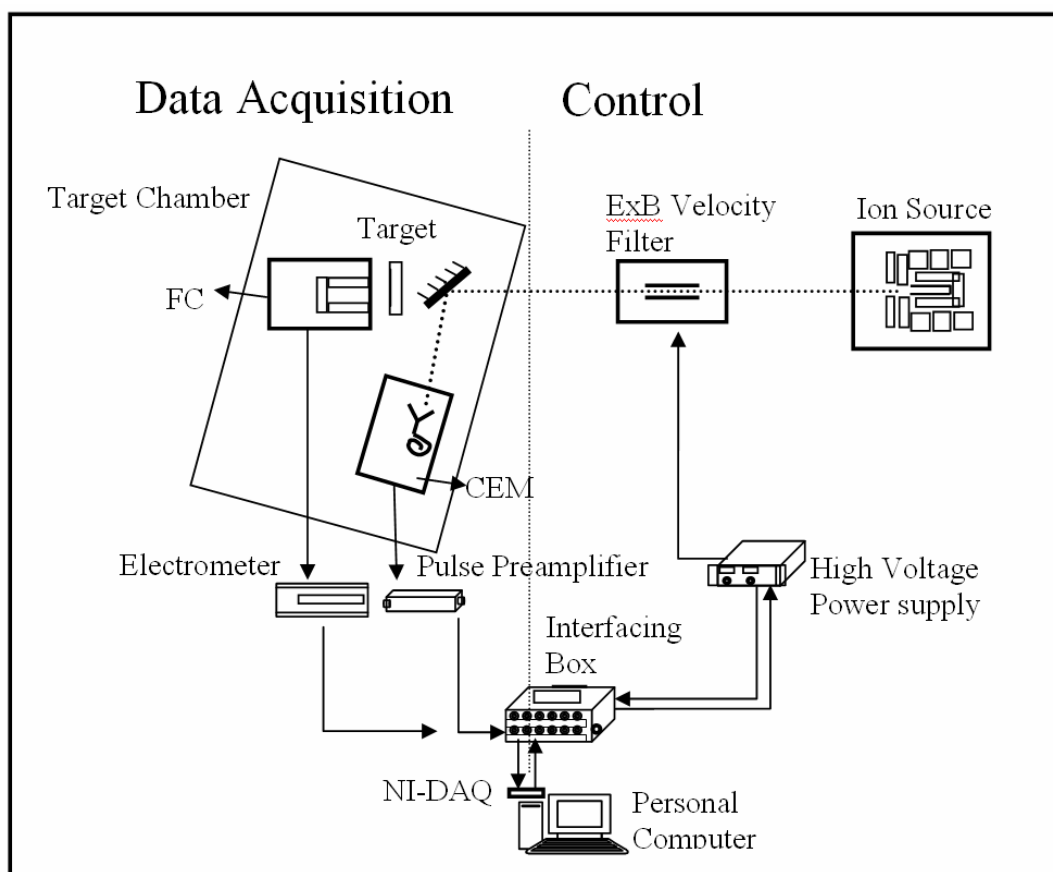 Data Acquisition
Control
Target Chamber
Target
ExB Velocity
Filter
Ion Source
FC
CEM
Electrometer
Pulse Preamplifier
High Voltage
Power supply
Interfacing
Box
NI-DAQ
Personal
Computer